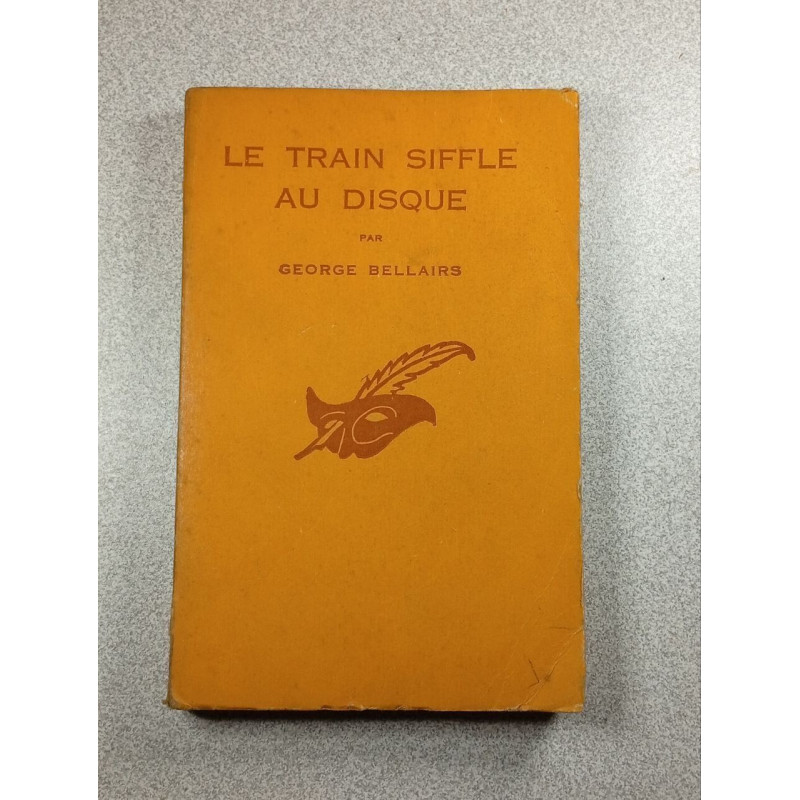 LE TRAIN SIFFLE
AU DISQUE
PAR
GEORGE BELLAIRS